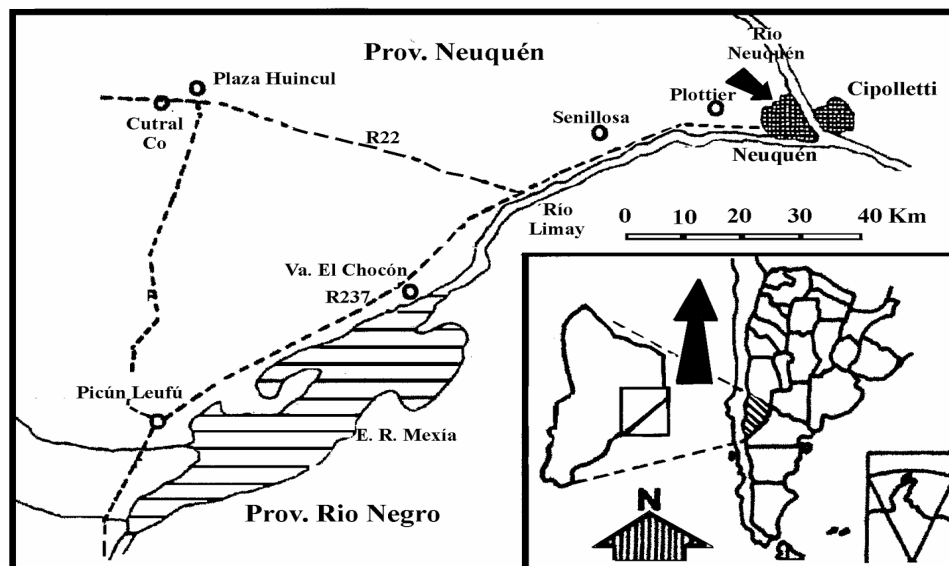 Prov. Neuquén
Río
Neuquén
Plaza Huincul
Cipolletti
Plottier
Cutral
Co
Senillosa
R22
Neuquén
Río
Limay
0 10 20 30 40 Km
Va. El Chocón
R237
Picún Leufú
E. R. Mexía
N
Prov. Rio Negro